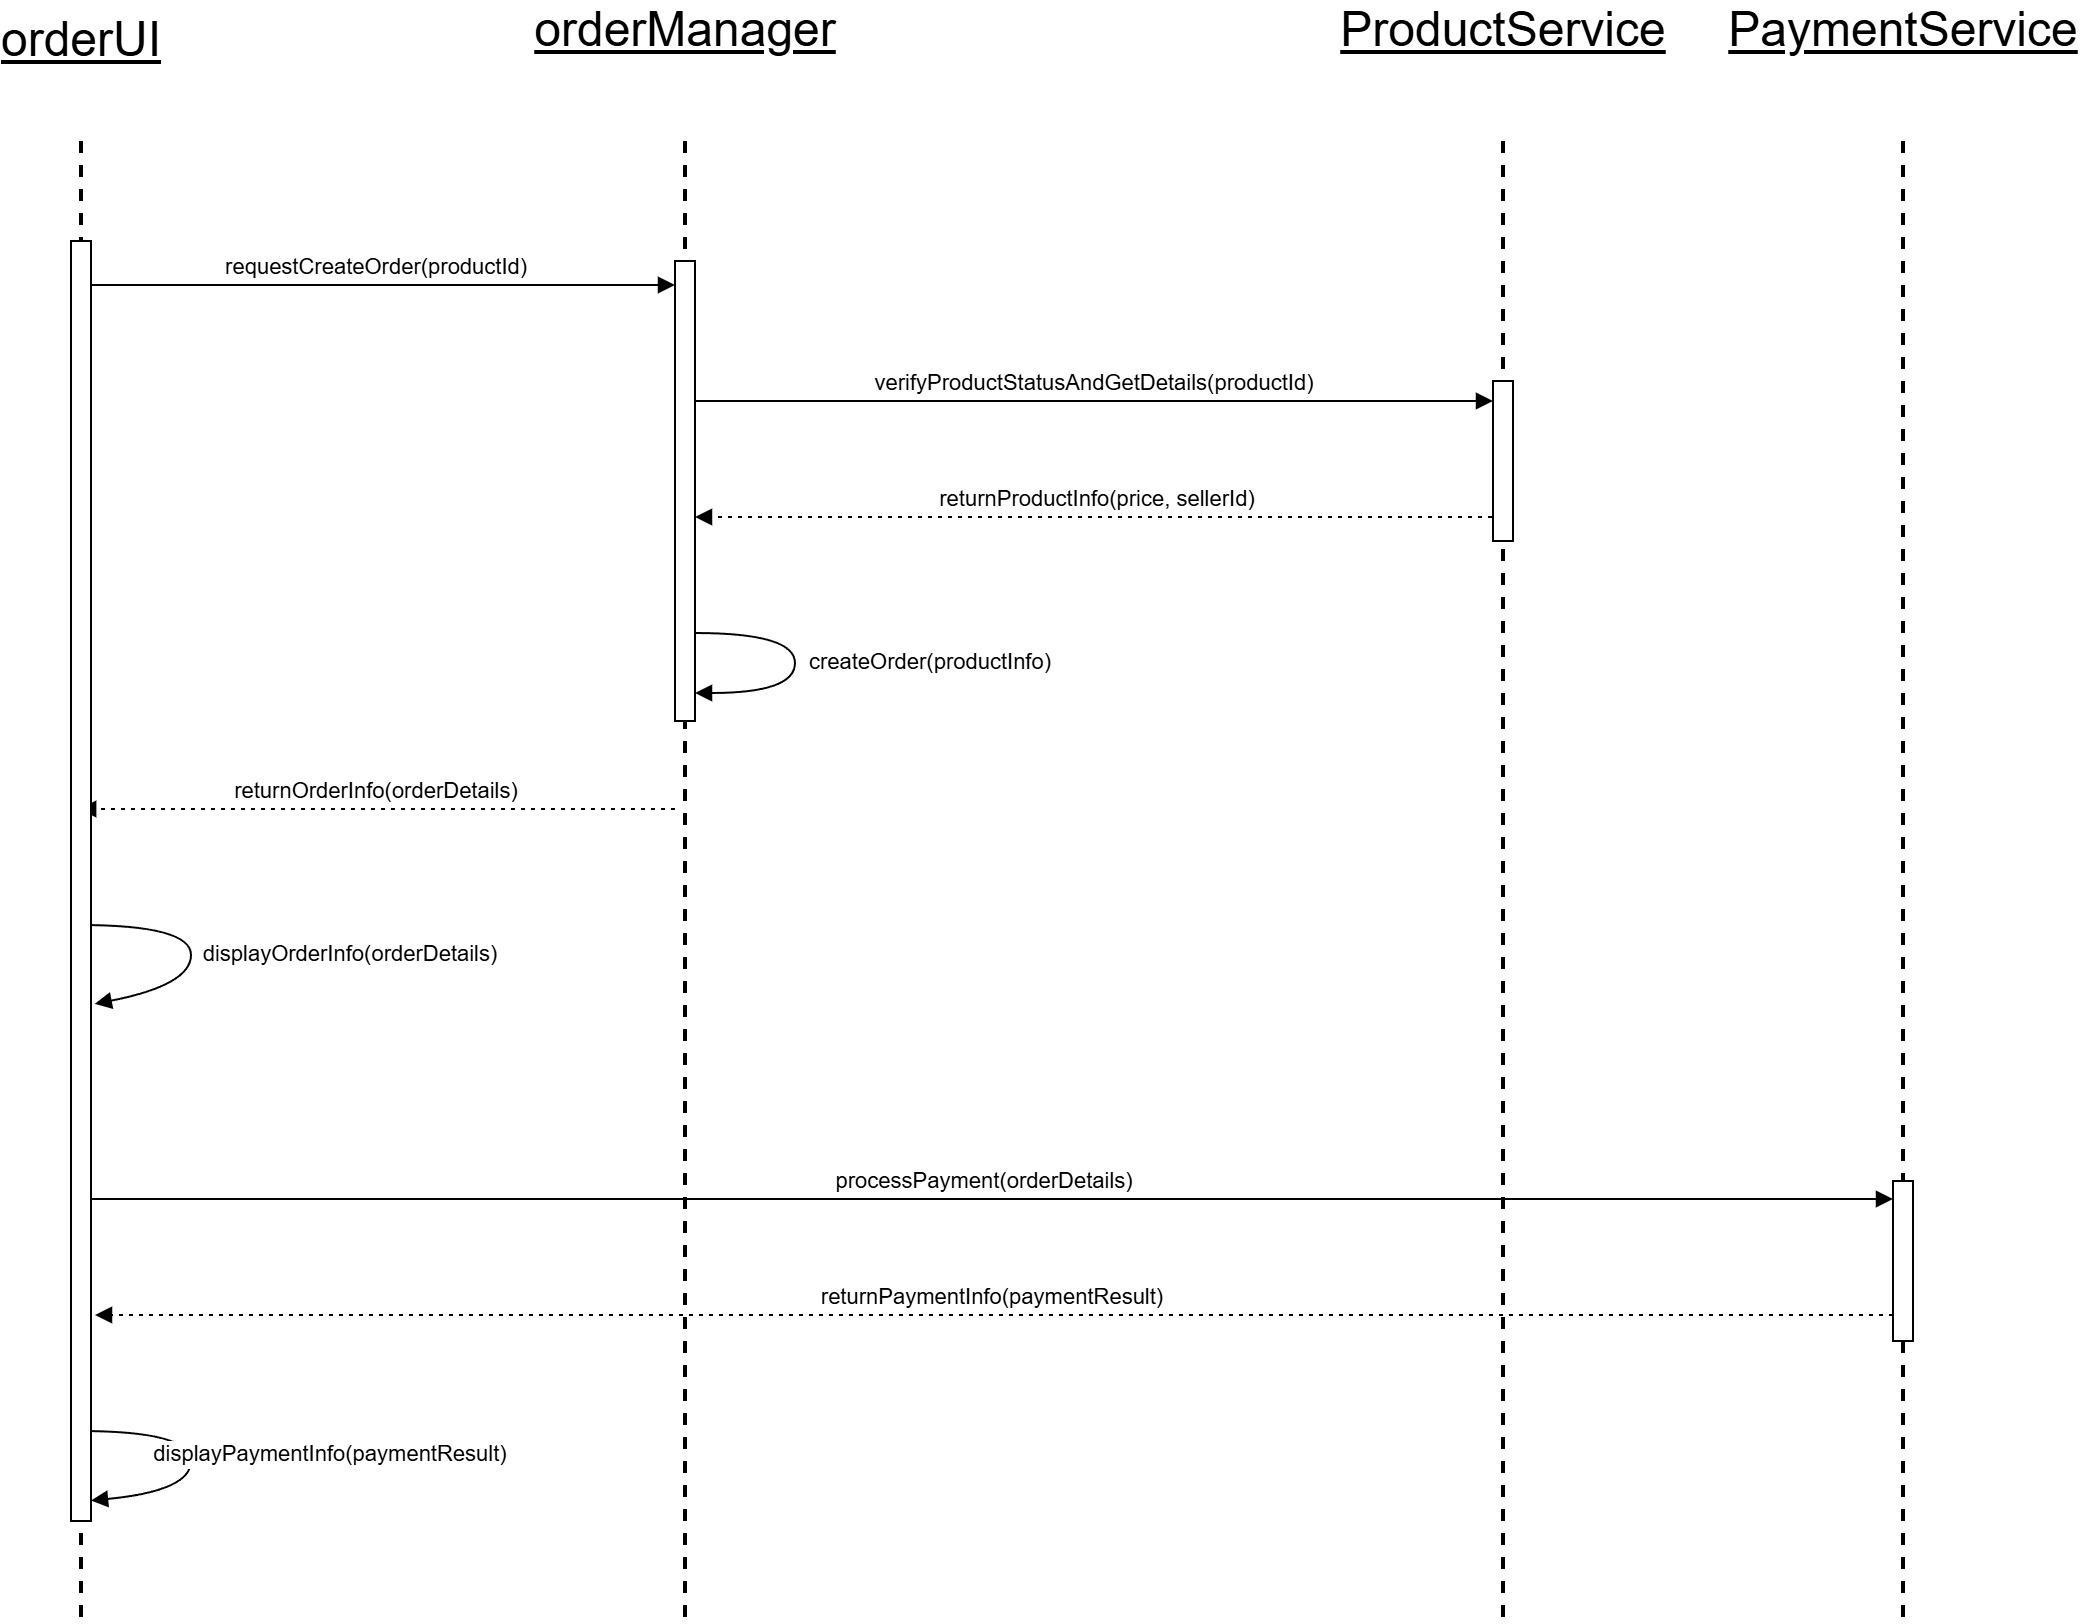 orderUI
orderManager
ProductService
PaymentService
requestCreateOrder(productId)
verifyProductStatusAndGetDetails(productId)
returnProductInfo(price, sellerId)
createOrder(productInfo)
returnOrderInfo(orderDetails)
displayOrderInfo(orderDetails)
processPayment(orderDetails)
returnPaymentInfo(paymentResult)
displayPaymentInfo(paymentResult)